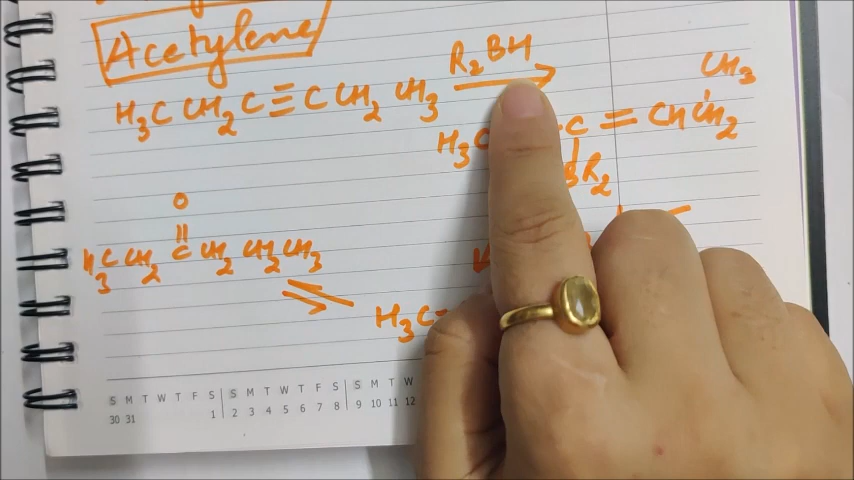 Acetylene
R₂BH
H₃C CH₂ C ≡ C CH₂ CH₃
CH₃
H₃C C = CH CH₂
BR₂
O
H₃C CH₂ C CH₂ CH₂ CH₃
H₃C
S M T W T F S S M T W T F S S M T W
30 31 1 2 3 4 5 6 7 8 9 10 11 12